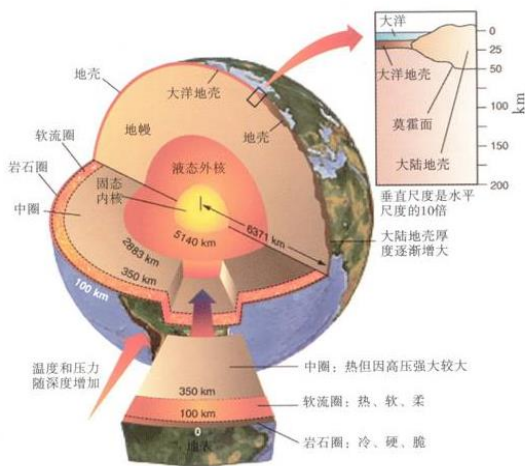 地壳
大洋地壳
地幔
地壳
软流圈
岩石圈
中圈
液态外核
固态
内核
6371 km
5140 km
2883 km
350 km
100 km
大洋
大洋地壳
莫霍面
大陆地壳
0
25
50
100
150
200
km
垂直尺度是水平
尺度的10倍
大陆地壳厚
度逐渐增大
温度和压力
随深度增加
中圈：热但因高压强大较大
350 km
软流圈：热、软、柔
100 km
岩石圈：冷、硬、脆
0
地表